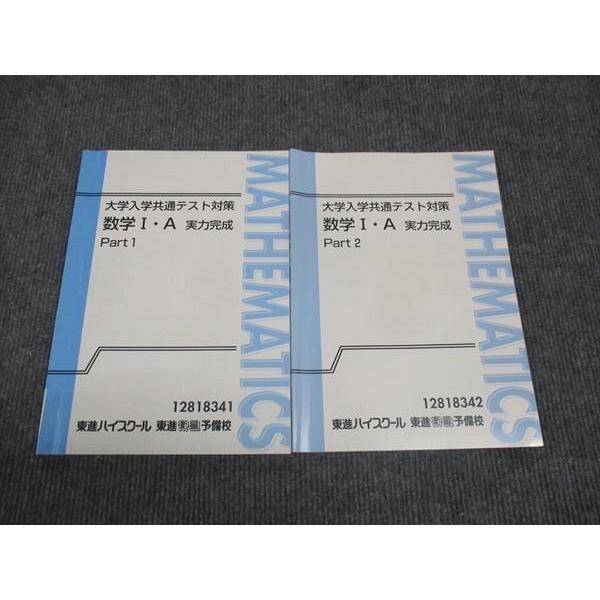 大学入学共通テスト対策
数学Ⅰ・A 実力完成
Part 1
MATHEMATICS
12818341
東進ハイスクール 東進衛星予備校
大学入学共通テスト対策
数学Ⅰ・A 実力完成
Part 2
MATHEMATICS
12818342
東進ハイスクール 東進衛星予備校